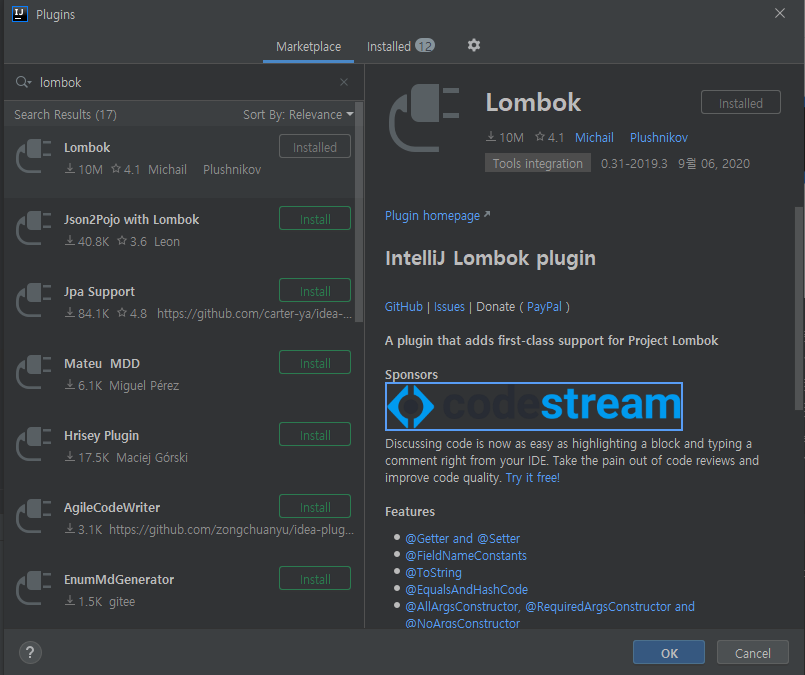 IJ Plugins
Marketplace Installed 12
lombok
Search Results (17) Sort By: Relevance
Lombok Installed
10M 4.1 Michail Plushnikov
Json2Pojo with Lombok Install
40.8K 3.6 Leon
Jpa Support Install
84.1K 4.8 https://github.com/carter-ya/idea-...
Mateu MDD Install
6.1K Miguel Pérez
Hrisey Plugin Install
17.5K Maciej Górski
AgileCodeWriter Install
3.1K https://github.com/zongchuanyu/idea-plug...
EnumMdGenerator Install
1.5K gitee
Lombok Installed
10M 4.1 Michail Plushnikov
Tools integration 0.31-2019.3 9월 06, 2020
Plugin homepage
IntelliJ Lombok plugin
GitHub | Issues | Donate ( PayPal )
A plugin that adds first-class support for Project Lombok
Sponsors
codestream
Discussing code is now as easy as highlighting a block and typing a
comment right from your IDE. Take the pain out of code reviews and
improve code quality. Try it free!
Features
@Getter and @Setter
@FieldNameConstants
@ToString
@EqualsAndHashCode
@AllArgsConstructor, @RequiredArgsConstructor and
@NoArgsConstructor
? OK Cancel